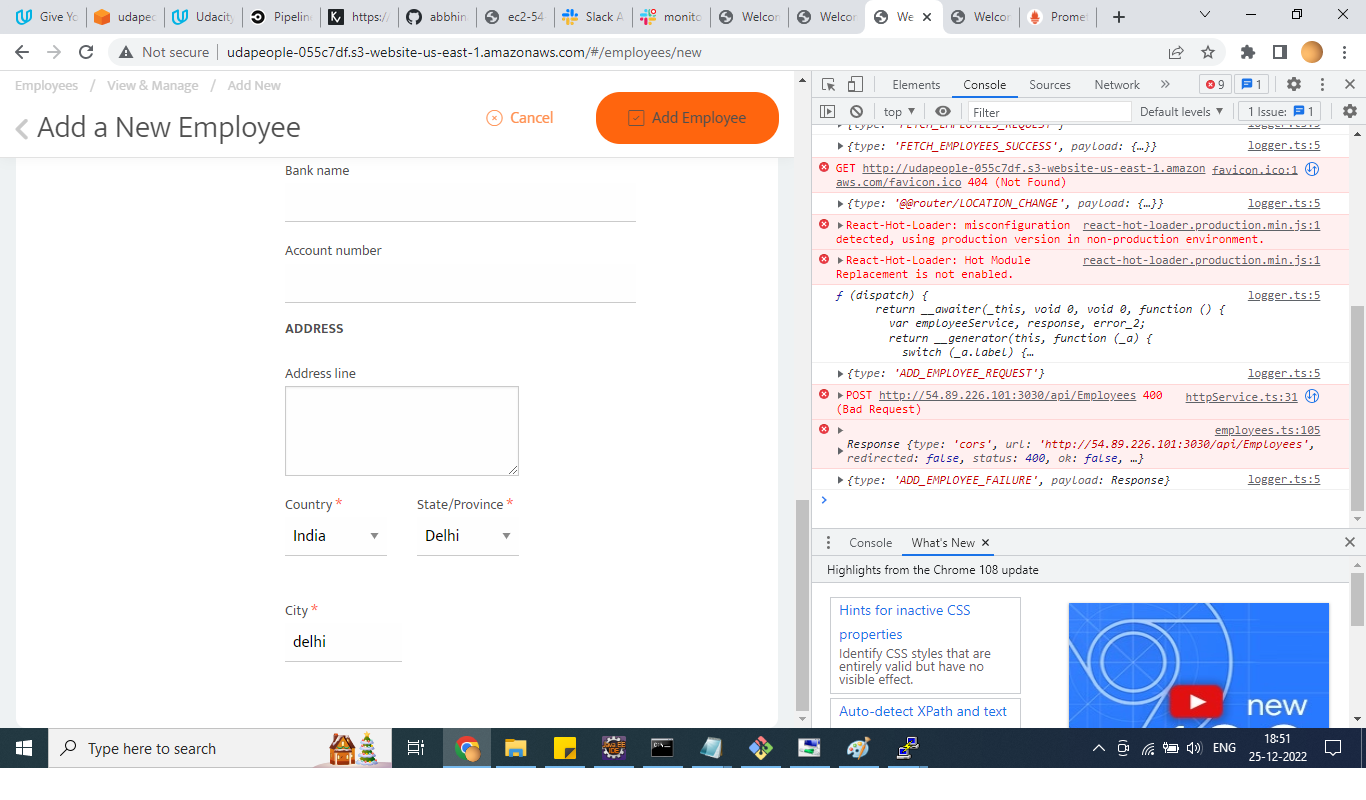 Give Yo
udapeo
Udacity
Pipelin
https:/
abbhin
ec2-54
Slack A
monito
Welcom
Welcom
We
Welcom
Promet
Not secure
udapeople-055c7df.s3-website-us-east-1.amazonaws.com/#/employees/new
Employees / View & Manage / Add New
Add a New Employee
Cancel
Add Employee
Bank name
Account number
ADDRESS
Address line
Country *
State/Province *
India
Delhi
City *
delhi
Elements
Console
Sources
Network
9
1
top
Filter
Default levels
1 Issue: 1
{type: 'FETCH_EMPLOYEES_REQUEST'} logger.ts:5
{type: 'FETCH_EMPLOYEES_SUCCESS', payload: {…}} logger.ts:5
GET http://udapeople-055c7df.s3-website-us-east-1.amazon favicon.ico:1
aws.com/favicon.ico 404 (Not Found)
{type: '@@router/LOCATION_CHANGE', payload: {…}} logger.ts:5
React-Hot-Loader: misconfiguration react-hot-loader.production.min.js:1
detected, using production version in non-production environment.
React-Hot-Loader: Hot Module react-hot-loader.production.min.js:1
Replacement is not enabled.
ƒ (dispatch) { logger.ts:5
return __awaiter(_this, void 0, void 0, function () {
var employeeService, response, error_2;
return __generator(this, function (_a) {
switch (_a.label) {…
{type: 'ADD_EMPLOYEE_REQUEST'} logger.ts:5
POST http://54.89.226.101:3030/api/Employees 400 httpService.ts:31
(Bad Request)
employees.ts:105
Response {type: 'cors', url: 'http://54.89.226.101:3030/api/Employees',
redirected: false, status: 400, ok: false, …}
{type: 'ADD_EMPLOYEE_FAILURE', payload: Response} logger.ts:5
Console
What's New
Highlights from the Chrome 108 update
Hints for inactive CSS
properties
Identify CSS styles that are
entirely valid but have no
visible effect.
Auto-detect XPath and text
new
Type here to search
ENG
18:51
25-12-2022